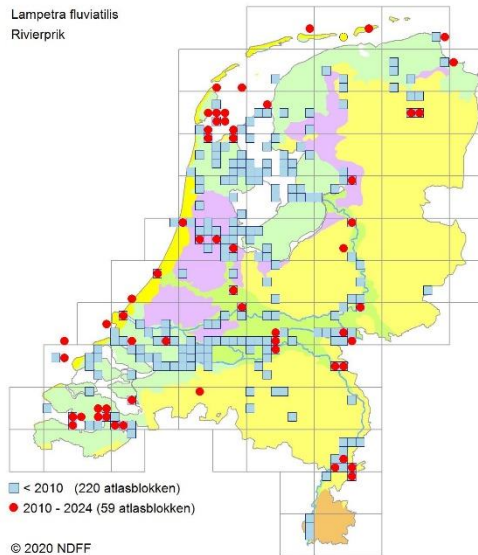 Lampetra fluviatilis
Rivierprik
< 2010 (220 atlasblokken)
2010 - 2024 (59 atlasblokken)
© 2020 NDFF